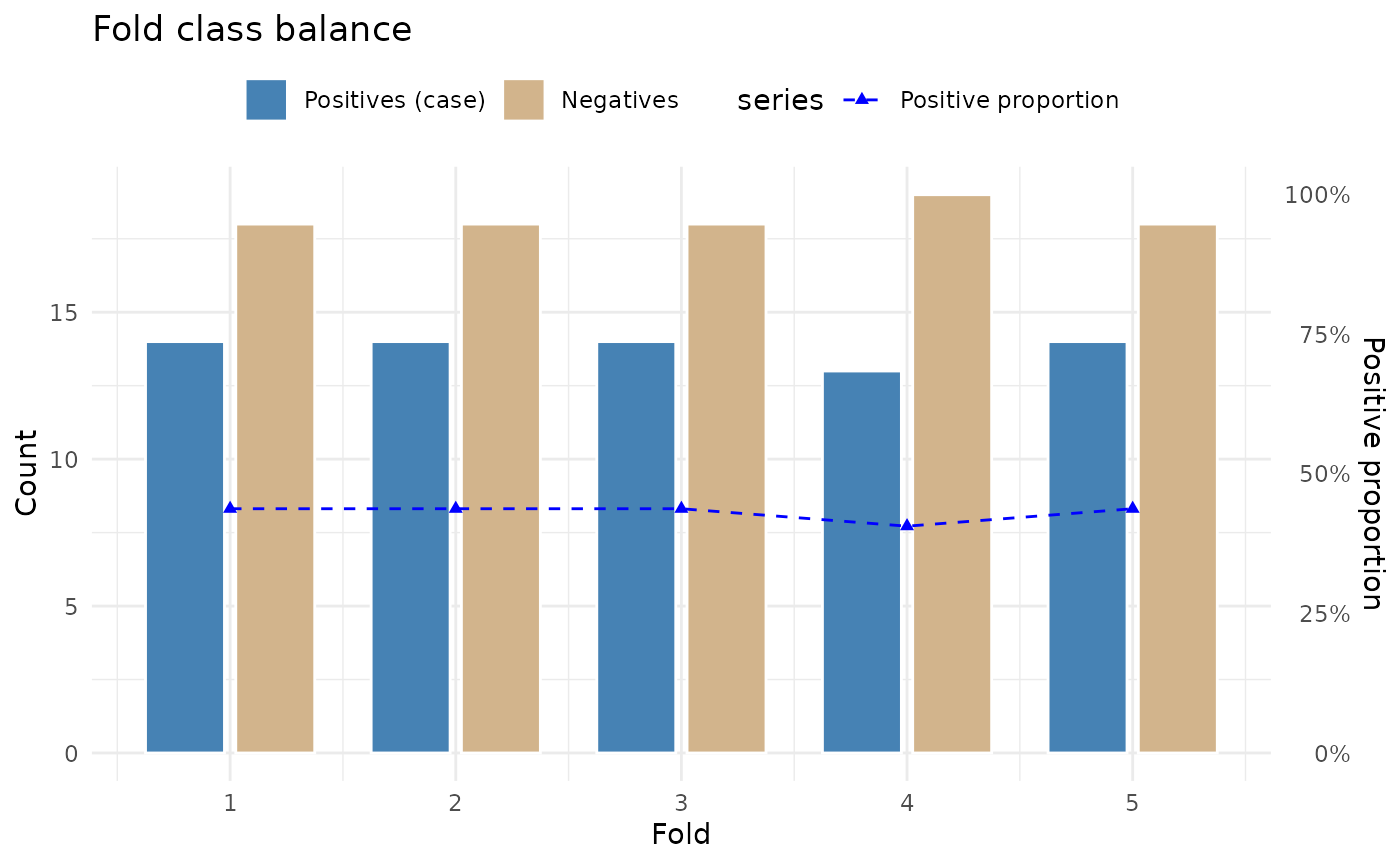 Fold class balance
Positives (case) Negatives series Positive proportion
100%
15
75%
10
50%
5
25%
0
0%
Count
Positive proportion
1 2 3 4 5
Fold